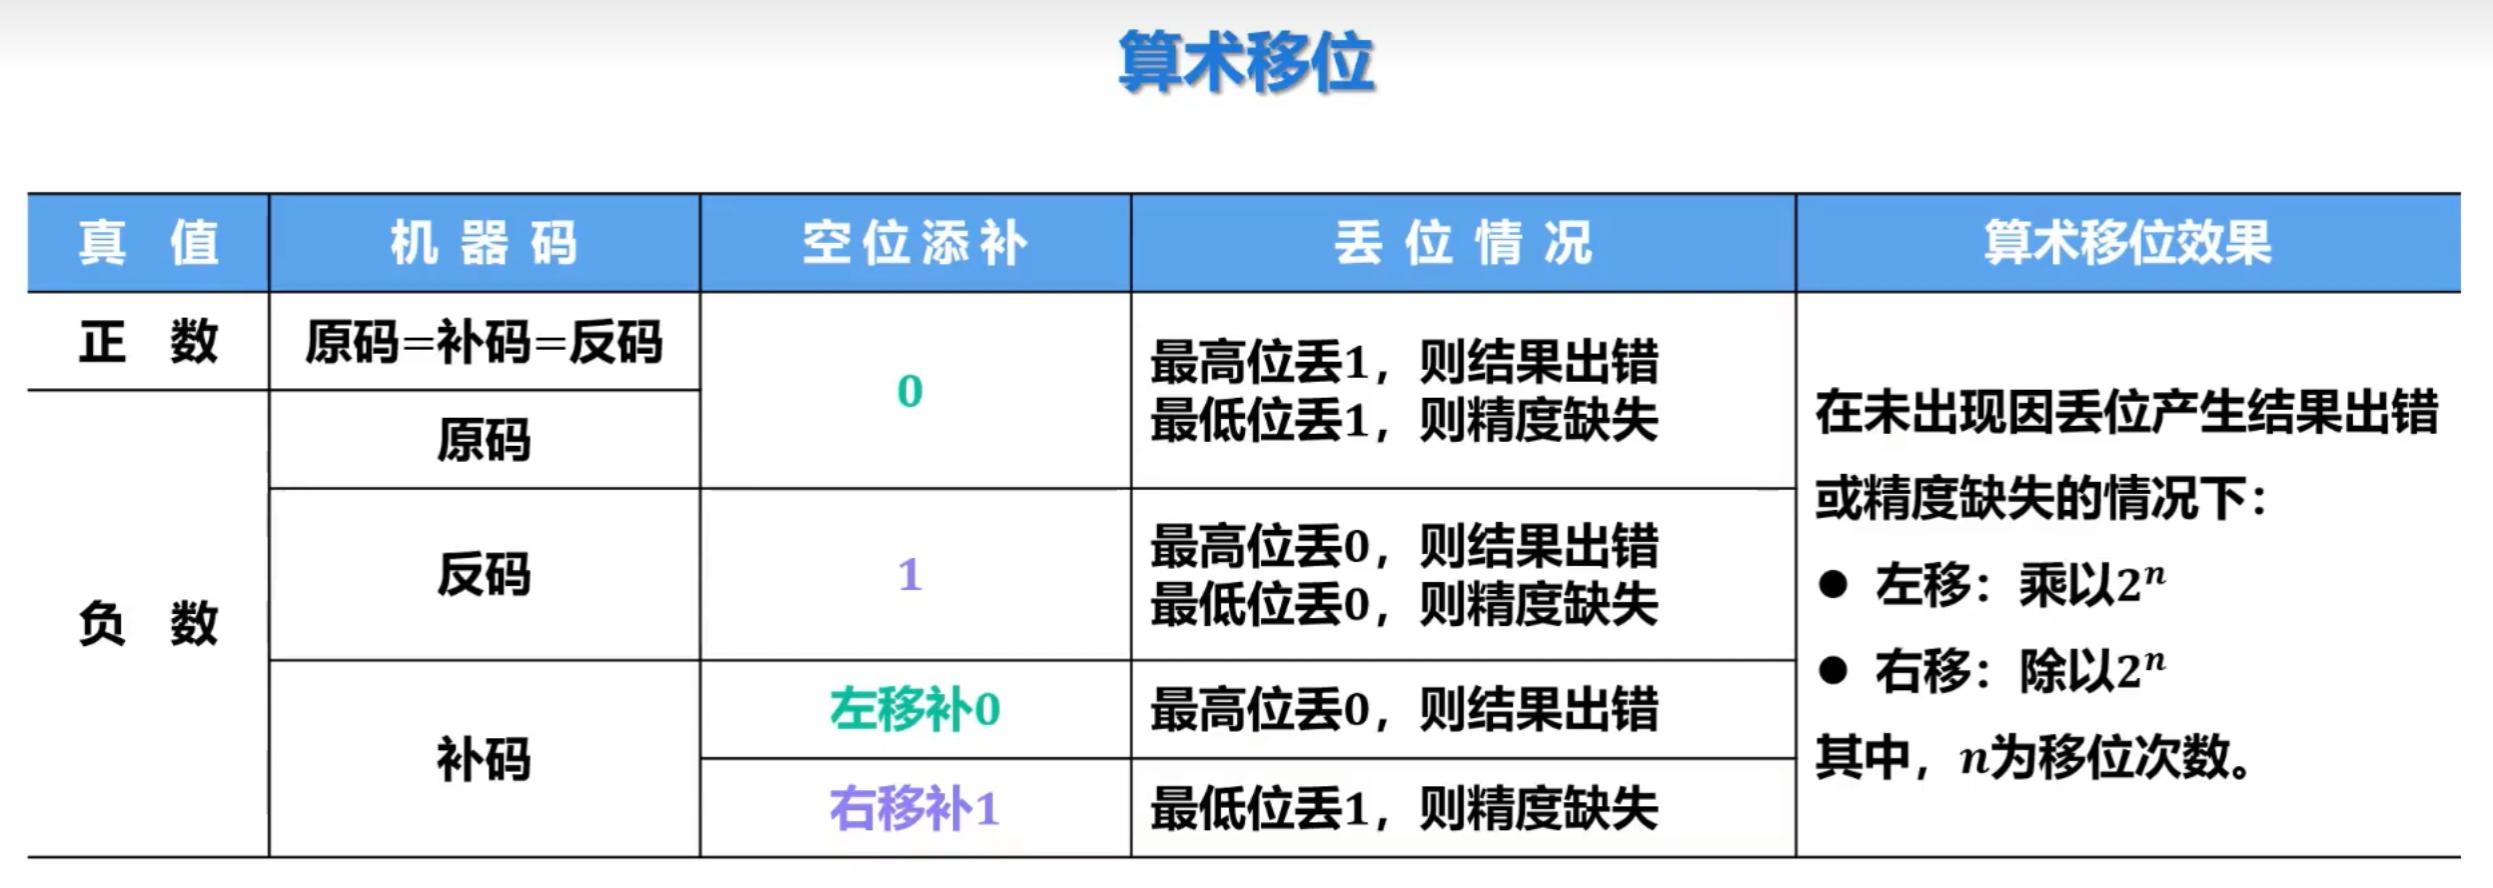 算术移位
真 值
机 器 码
空位添补
丢 位 情 况
算术移位效果
正 数
原码=补码=反码
0
最高位丢1，则结果出错
最低位丢1，则精度缺失
负 数
原码
反码
1
最高位丢0，则结果出错
最低位丢0，则精度缺失
补码
左移补0
最高位丢0，则结果出错
右移补1
最低位丢1，则精度缺失
在未出现因丢位产生结果出错
或精度缺失的情况下：
● 左移：乘以2ⁿ
● 右移：除以2ⁿ
其中，n为移位次数。